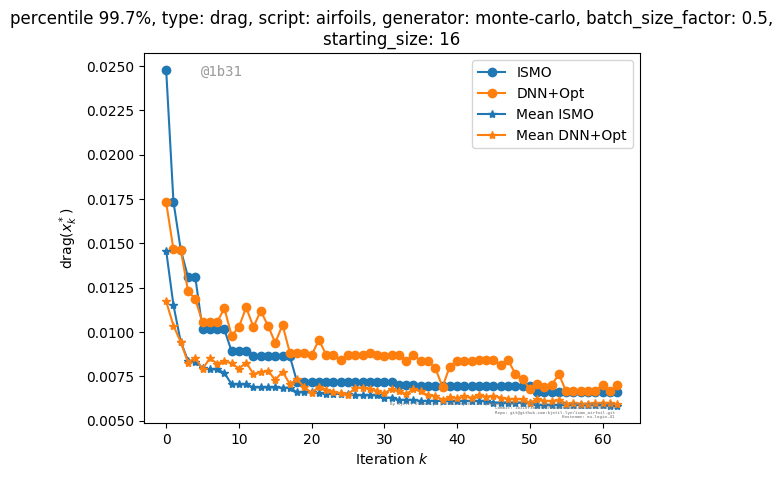 percentile 99.7%, type: drag, script: airfoils, generator: monte-carlo, batch_size_factor: 0.5,
starting_size: 16
@1b31
ISMO
DNN+Opt
Mean ISMO
Mean DNN+Opt
0.0250
0.0225
0.0200
0.0175
0.0150
0.0125
0.0100
0.0075
0.0050
drag(x*k)
0 10 20 30 40 50 60
Iteration k